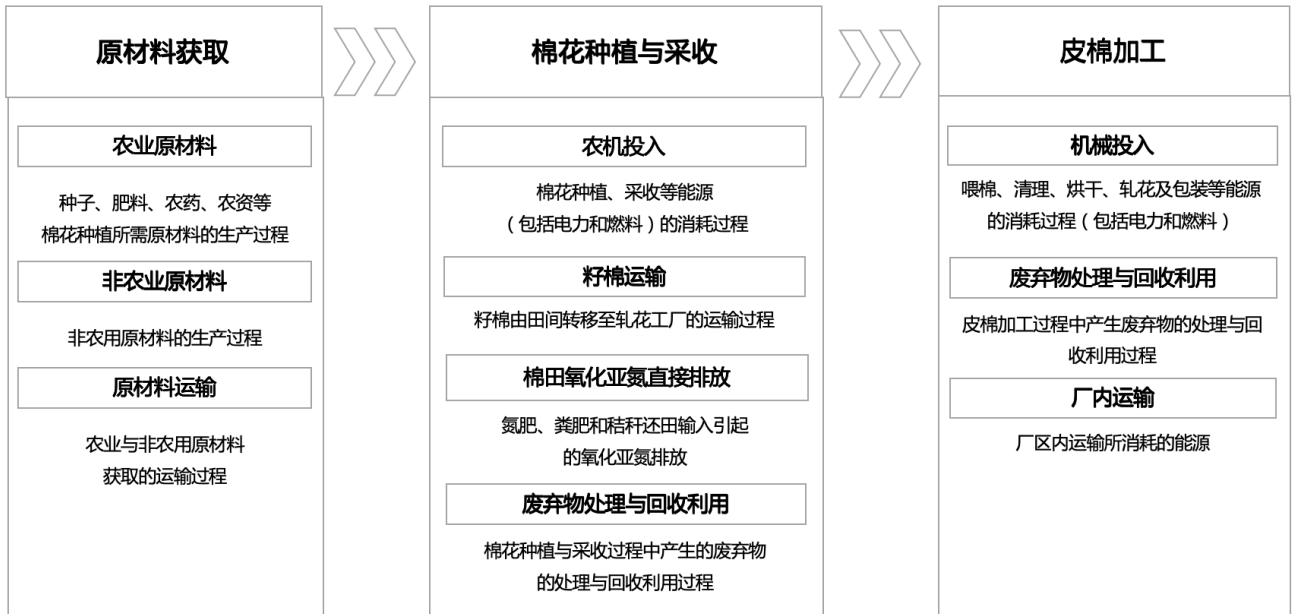 原材料获取
农业原材料
种子、肥料、农药、农资等
棉花种植所需原材料的生产过程
非农业原材料
非农用原材料的生产过程
原材料运输
农业与非农用原材料
获取的运输过程
棉花种植与采收
农机投入
棉花种植、采收等能源
（包括电力和燃料）的消耗过程
籽棉运输
籽棉由田间转移至轧花工厂的运输过程
棉田氧化亚氮直接排放
氮肥、粪肥和秸秆还田输入引起
的氧化亚氮排放
废弃物处理与回收利用
棉花种植与采收过程中产生的废弃物
的处理与回收利用过程
皮棉加工
机械投入
喂棉、清理、烘干、轧花及包装等能源
的消耗过程（包括电力和燃料）
废弃物处理与回收利用
皮棉加工过程中产生废弃物的处理与回
收利用过程
厂内运输
厂区内运输所消耗的能源